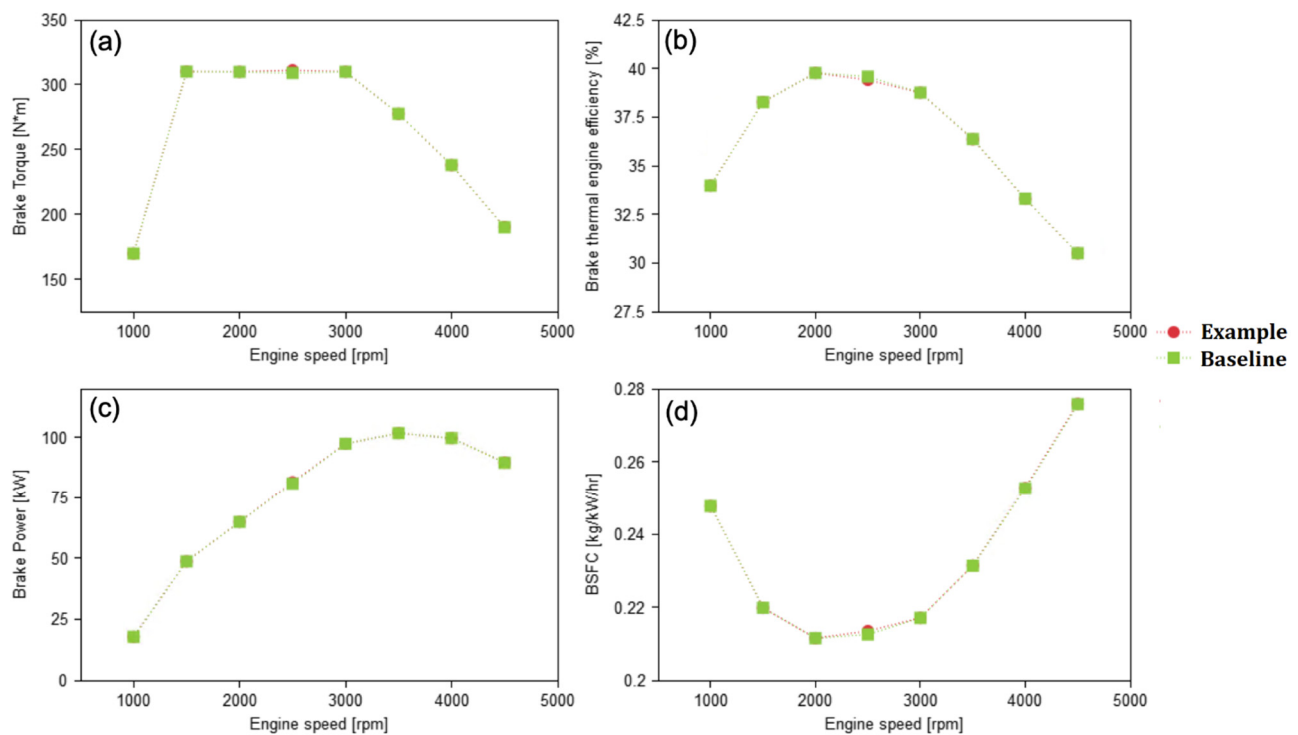 (a)
350
300
250
200
150
Brake Torque [N*m]
1000 2000 3000 4000 5000
Engine speed [rpm]
(b)
42.5
40
37.5
35
32.5
30
27.5
Brake thermal engine efficiency [%]
1000 2000 3000 4000 5000
Engine speed [rpm]
Example
Baseline
(c)
100
75
50
25
0
Brake Power [kW]
1000 2000 3000 4000 5000
Engine speed [rpm]
(d)
0.28
0.26
0.24
0.22
0.2
BSFC [kg/kW/hr]
1000 2000 3000 4000 5000
Engine speed [rpm]